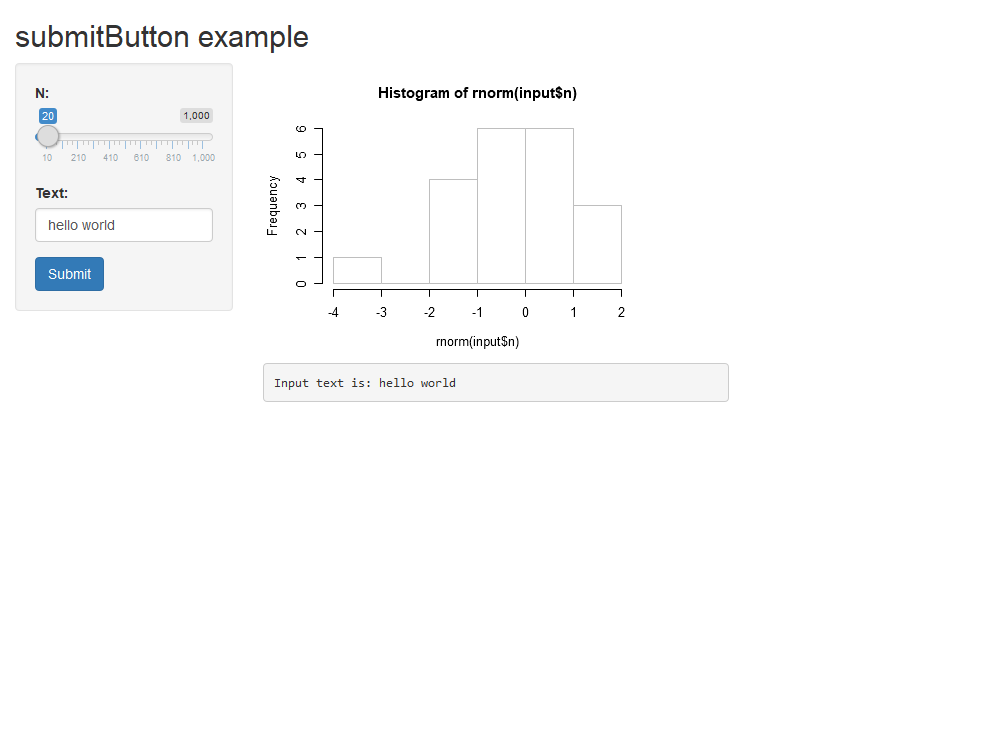 submitButton example
N:
20 1,000
10 210 410 610 810 1,000
Text:
hello world
Submit
Histogram of rnorm(input$n)
Frequency
6
5
4
3
2
1
0
-4 -3 -2 -1 0 1 2
rnorm(input$n)
Input text is: hello world